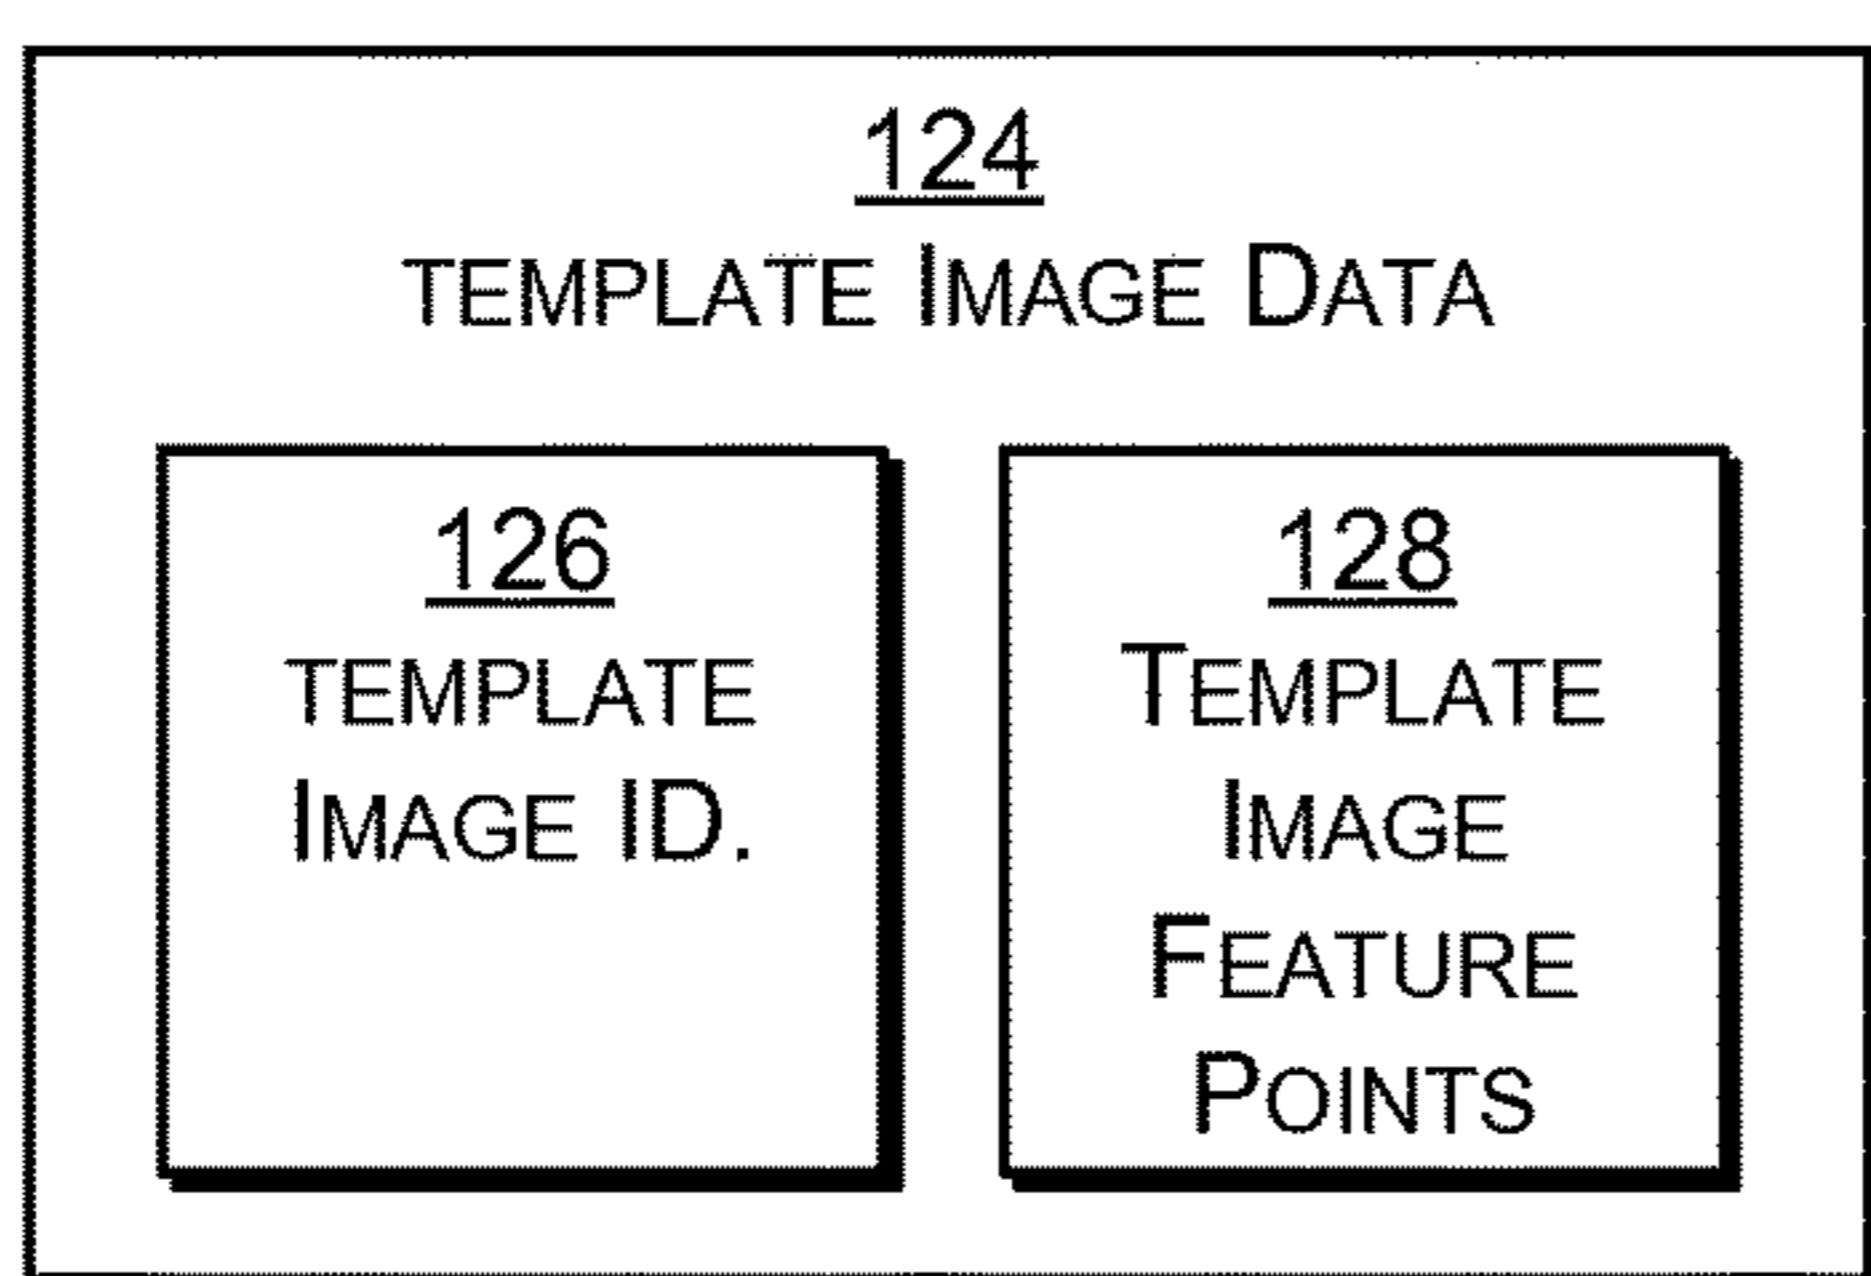 124
TEMPLATE IMAGE DATA
126
TEMPLATE
IMAGE ID.
128
TEMPLATE
IMAGE
FEATURE
POINTS